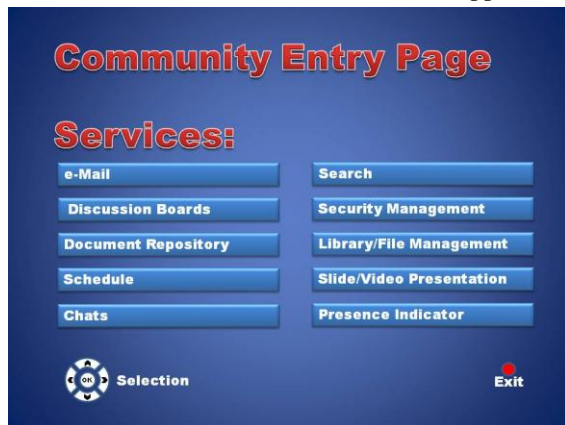 Community Entry Page
Services:
e-Mail
Discussion Boards
Document Repository
Schedule
Chats
Search
Security Management
Library/File Management
Slide/Video Presentation
Presence Indicator
OK
Selection
Exit